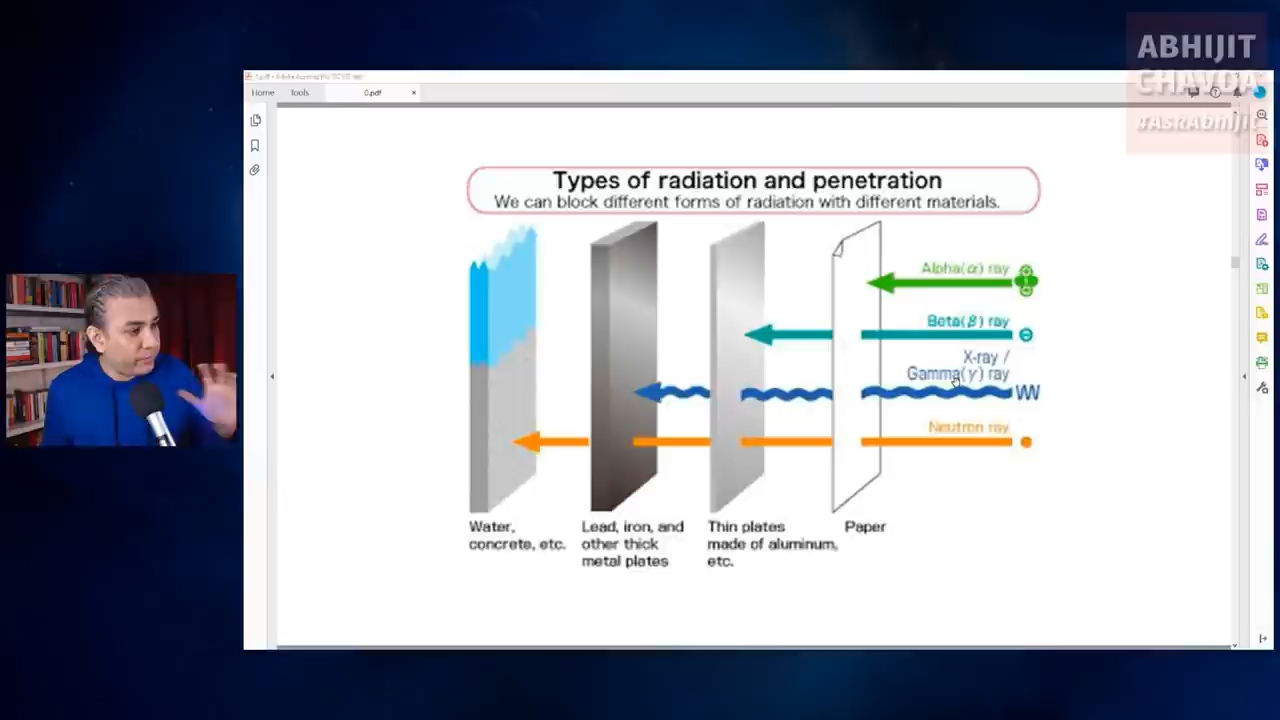 ABHIJIT
CHAVDA
#AskAbhijit
Home
Tools
0.pdf
Types of radiation and penetration
We can block different forms of radiation with different materials.
Alpha(α) ray
Beta(β) ray
X-ray /
Gamma(γ) ray
Neutron ray
Water,
concrete, etc.
Lead, iron, and
other thick
metal plates
Thin plates
made of aluminum,
etc.
Paper